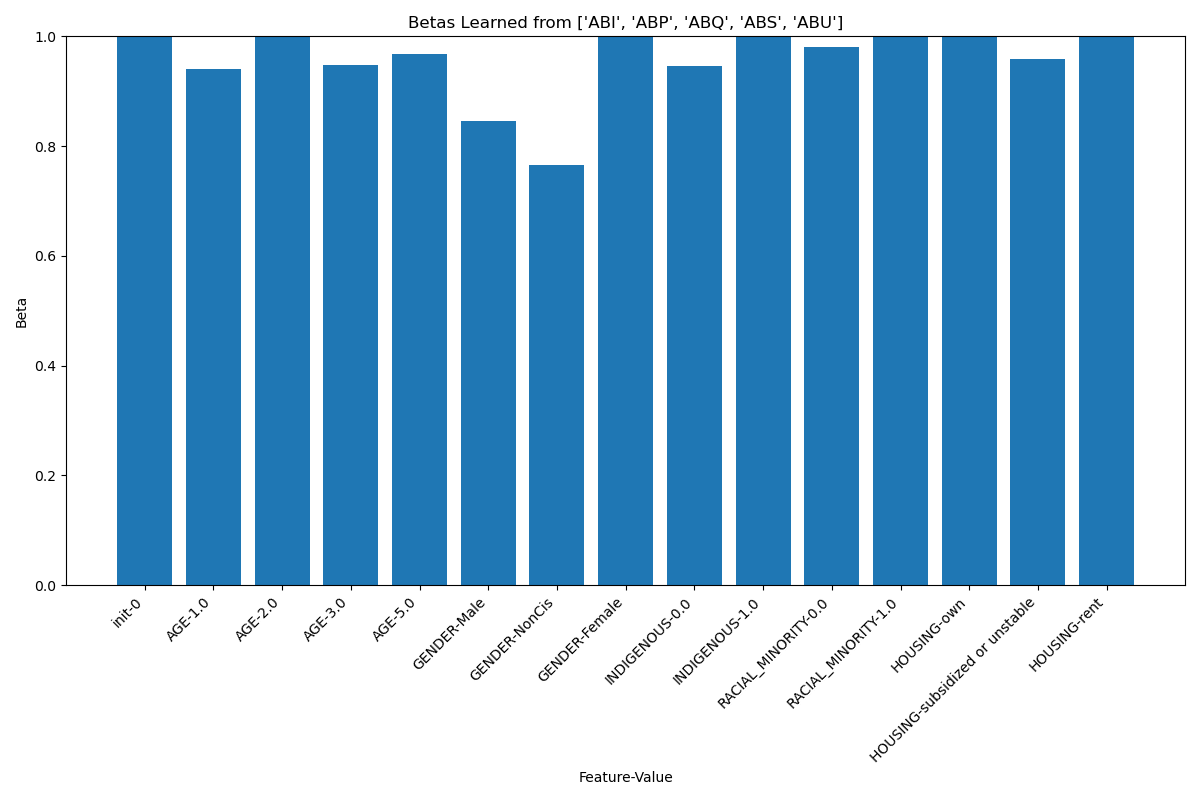 Betas Learned from ['ABI', 'ABP', 'ABQ', 'ABS', 'ABU']
1.0
0.8
0.6
0.4
0.2
0.0
Beta
init-0
AGE-1.0
AGE-2.0
AGE-3.0
AGE-5.0
GENDER-Male
GENDER-NonCis
GENDER-Female
INDIGENOUS-0.0
INDIGENOUS-1.0
RACIAL_MINORITY-0.0
RACIAL_MINORITY-1.0
HOUSING-own
HOUSING-subsidized or unstable
HOUSING-rent
Feature-Value